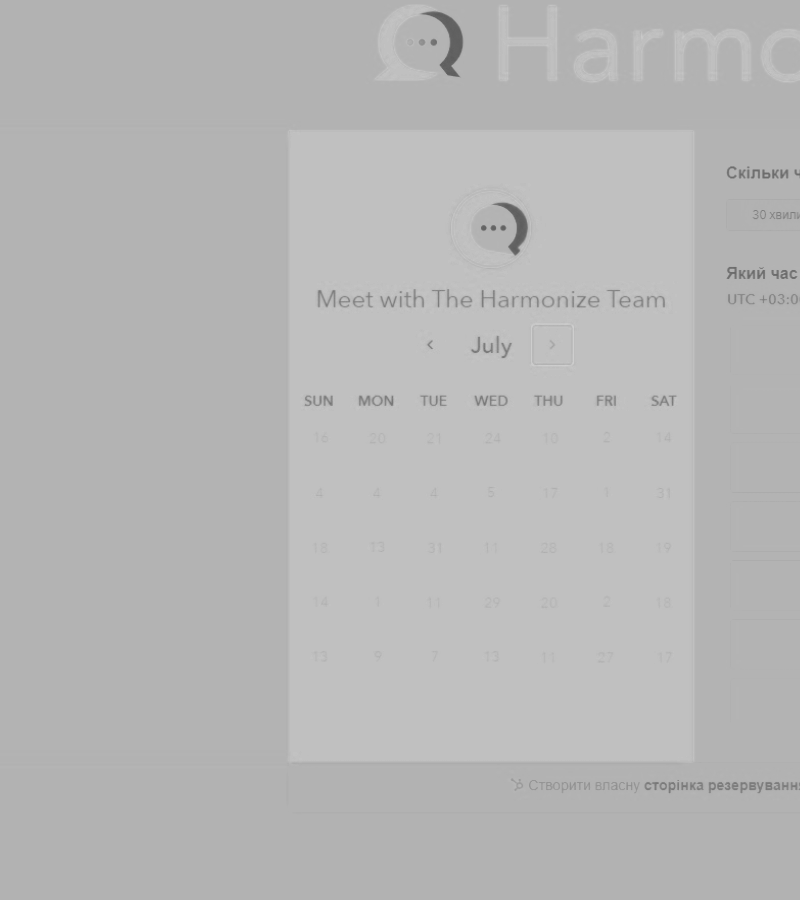 Harmo
Meet with The Harmonize Team
July
SUN MON TUE WED THU FRI SAT
16 20 21 24 10 2 14
4 4 4 5 17 1 31
18 13 31 11 28 18 19
14 1 11 29 20 2 18
13 9 7 13 11 27 17
Скільки ч
30 хвили
Який час
UTC +03:0
Створити власну сторінка резервування